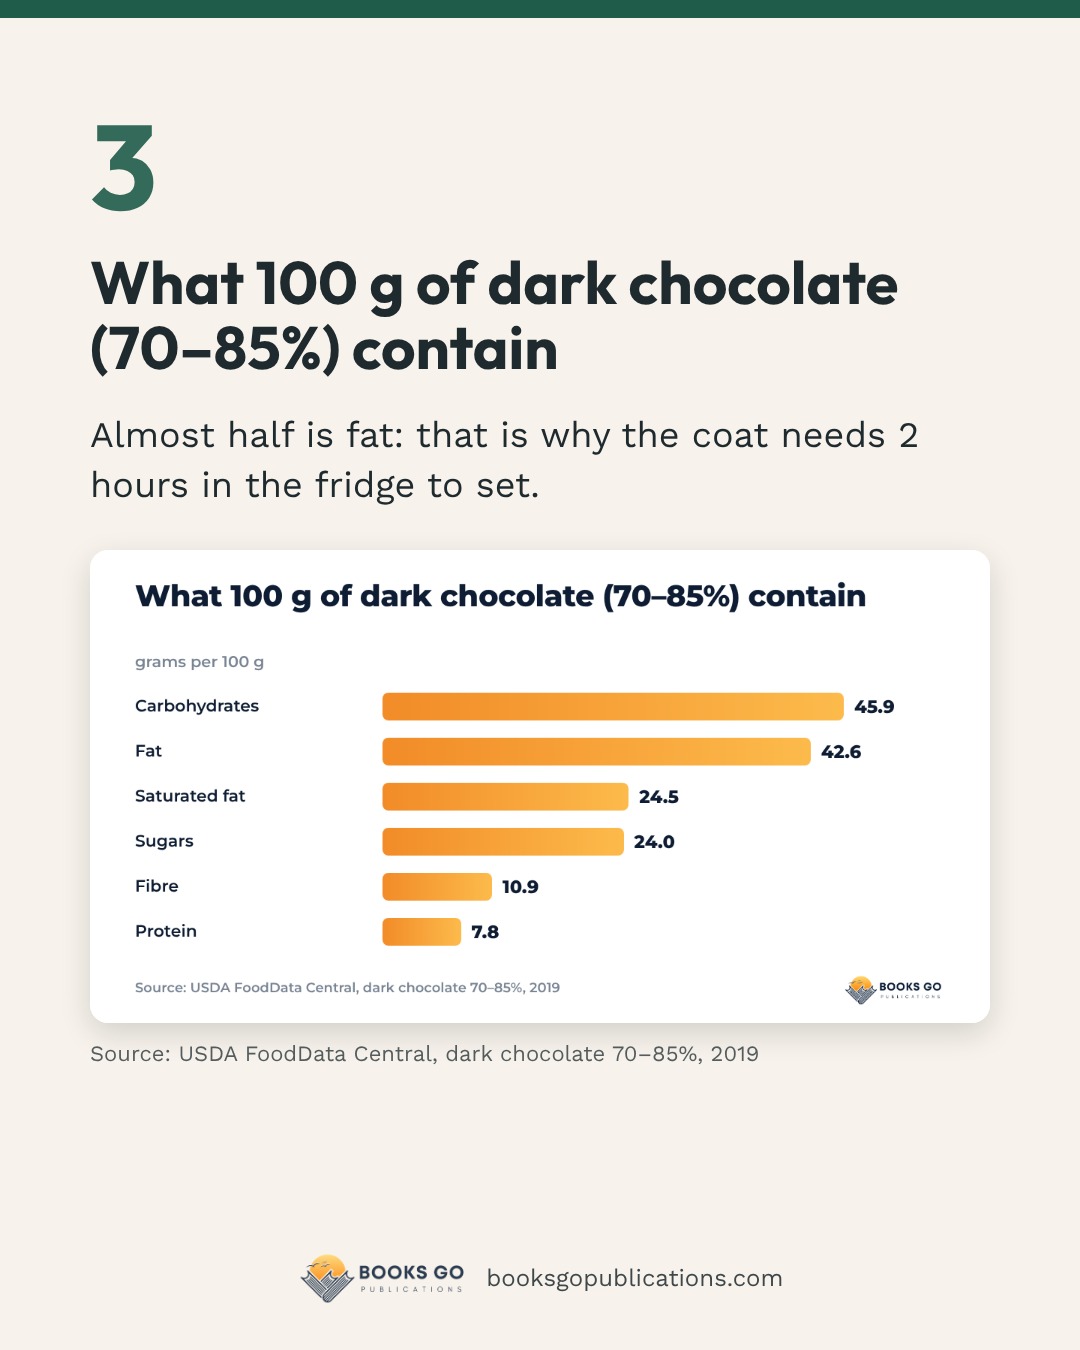 3
What 100 g of dark chocolate
(70–85%) contain
Almost half is fat: that is why the coat needs 2
hours in the fridge to set.
What 100 g of dark chocolate (70–85%) contain
grams per 100 g
Carbohydrates 45.9
Fat 42.6
Saturated fat 24.5
Sugars 24.0
Fibre 10.9
Protein 7.8
Source: USDA FoodData Central, dark chocolate 70–85%, 2019
BOOKS GO
PUBLICATIONS
Source: USDA FoodData Central, dark chocolate 70–85%, 2019
BOOKS GO
PUBLICATIONS
booksgopublications.com